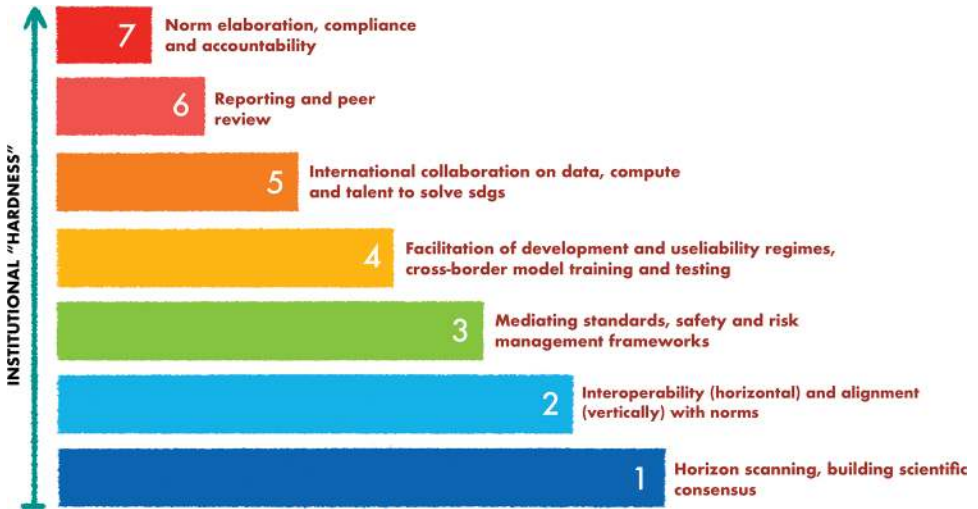 INSTITUTIONAL "HARDNESS"
7
Norm elaboration, compliance
and accountability
6
Reporting and peer
review
5
International collaboration on data, compute
and talent to solve sdgs
4
Facilitation of development and useliability regimes,
cross-border model training and testing
3
Mediating standards, safety and risk
management frameworks
2
Interoperability (horizontal) and alignment
(vertically) with norms
1
Horizon scanning, building scientific
consensus